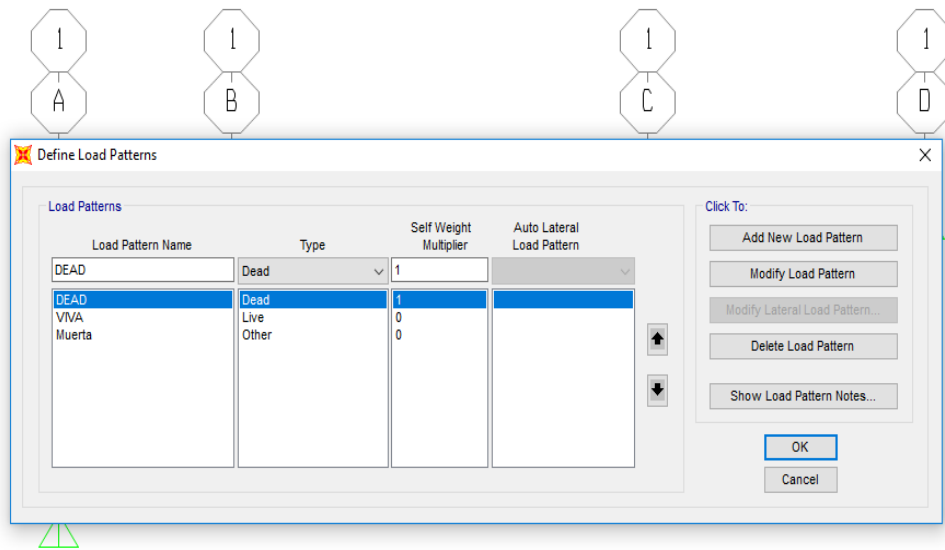 1 1 1 1
A B C D
Define Load Patterns
Load Patterns
Click To:
Load Pattern Name Type Self Weight Multiplier Auto Lateral Load Pattern
DEAD Dead 1
DEAD Dead 1
VIVA Live 0
Muerta Other 0
Add New Load Pattern
Modify Load Pattern
Modify Lateral Load Pattern...
Delete Load Pattern
Show Load Pattern Notes...
OK
Cancel